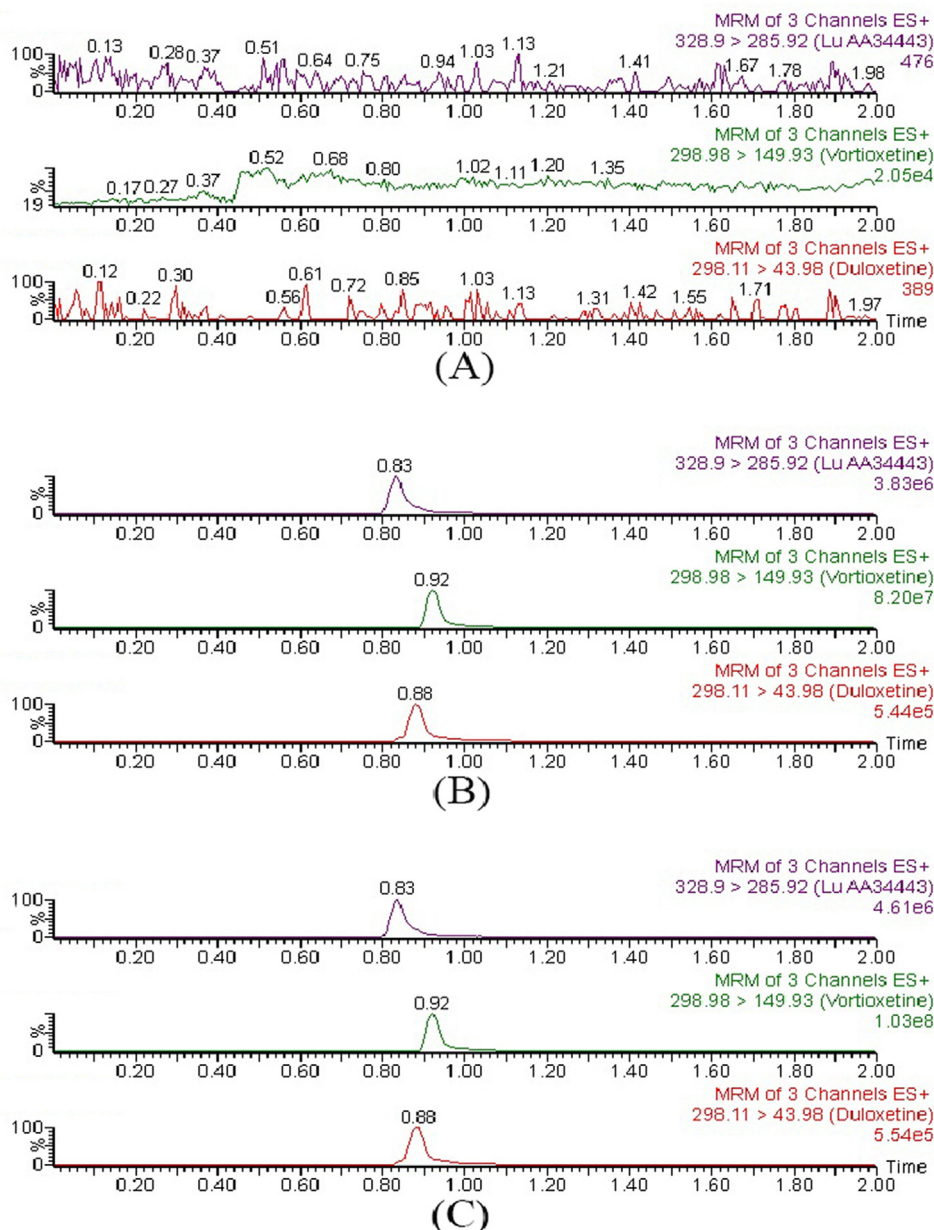 MRM of 3 Channels ES+
328.9 > 285.92 (Lu AA34443)
476
100
%
0
0.13 0.28 0.37 0.51 0.64 0.75 0.94 1.03 1.13 1.21 1.41 1.67 1.78 1.98
0.20 0.40 0.60 0.80 1.00 1.20 1.40 1.60 1.80 2.00
MRM of 3 Channels ES+
298.98 > 149.93 (Vortioxetine)
2.05e4
%
19
0.17 0.27 0.37 0.52 0.68 0.80 1.02 1.11 1.20 1.35
0.20 0.40 0.60 0.80 1.00 1.20 1.40 1.60 1.80 2.00
MRM of 3 Channels ES+
298.11 > 43.98 (Duloxetine)
389
100
%
0
0.12 0.22 0.30 0.56 0.61 0.72 0.85 1.03 1.13 1.31 1.42 1.55 1.71 1.97
Time
0.20 0.40 0.60 0.80 1.00 1.20 1.40 1.60 1.80 2.00
(A)
MRM of 3 Channels ES+
328.9 > 285.92 (Lu AA34443)
3.83e6
0.83
%
0
0.20 0.40 0.60 0.80 1.00 1.20 1.40 1.60 1.80 2.00
MRM of 3 Channels ES+
298.98 > 149.93 (Vortioxetine)
8.20e7
0.92
%
0
0.20 0.40 0.60 0.80 1.00 1.20 1.40 1.60 1.80 2.00
MRM of 3 Channels ES+
298.11 > 43.98 (Duloxetine)
5.44e5
0.88
100
%
0
Time
0.20 0.40 0.60 0.80 1.00 1.20 1.40 1.60 1.80 2.00
(B)
MRM of 3 Channels ES+
328.9 > 285.92 (Lu AA34443)
4.61e6
0.83
100
%
0
0.20 0.40 0.60 0.80 1.00 1.20 1.40 1.60 1.80 2.00
MRM of 3 Channels ES+
298.98 > 149.93 (Vortioxetine)
1.03e8
0.92
%
0
0.20 0.40 0.60 0.80 1.00 1.20 1.40 1.60 1.80 2.00
MRM of 3 Channels ES+
298.11 > 43.98 (Duloxetine)
5.54e5
0.88
100
%
0
Time
0.20 0.40 0.60 0.80 1.00 1.20 1.40 1.60 1.80 2.00
(C)